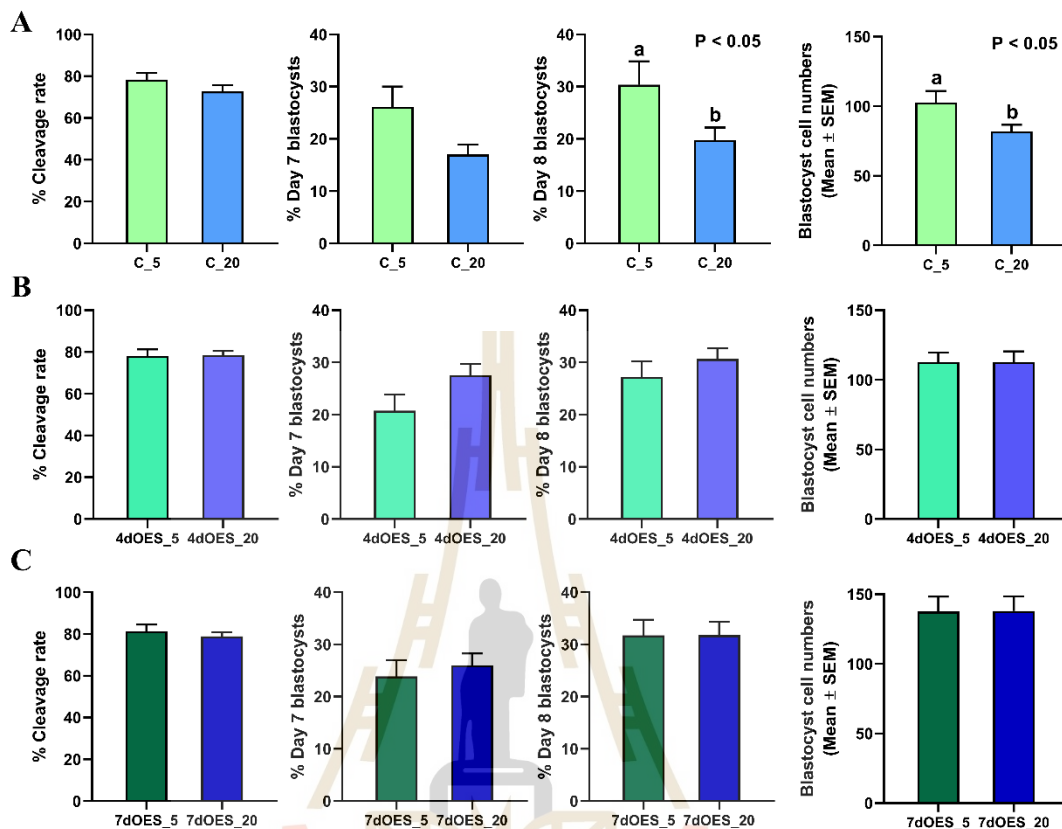 A
% Cleavage rate
100
80
60
40
20
0
C_5 C_20
% Day 7 blastocysts
40
30
20
10
0
C_5 C_20
% Day 8 blastocysts
40
30
20
10
0
a
b
P < 0.05
C_5 C_20
Blastocyst cell numbers
(Mean ± SEM)
150
100
50
0
a
b
P < 0.05
C_5 C_20
B
% Cleavage rate
100
80
60
40
20
0
4dOES_5 4dOES_20
% Day 7 blastocysts
40
30
20
10
0
4dOES_5 4dOES_20
% Day 8 blastocysts
40
30
20
10
0
4dOES_5 4dOES_20
Blastocyst cell numbers
(Mean ± SEM)
150
100
50
0
4dOES_5 4dOES_20
C
% Cleavage rate
100
80
60
40
20
0
7dOES_5 7dOES_20
% Day 7 blastocysts
40
30
20
10
0
7dOES_5 7dOES_20
% Day 8 blastocysts
40
30
20
10
0
7dOES_5 7dOES_20
Blastocyst cell numbers
(Mean ± SEM)
150
100
50
0
7dOES_5 7dOES_20